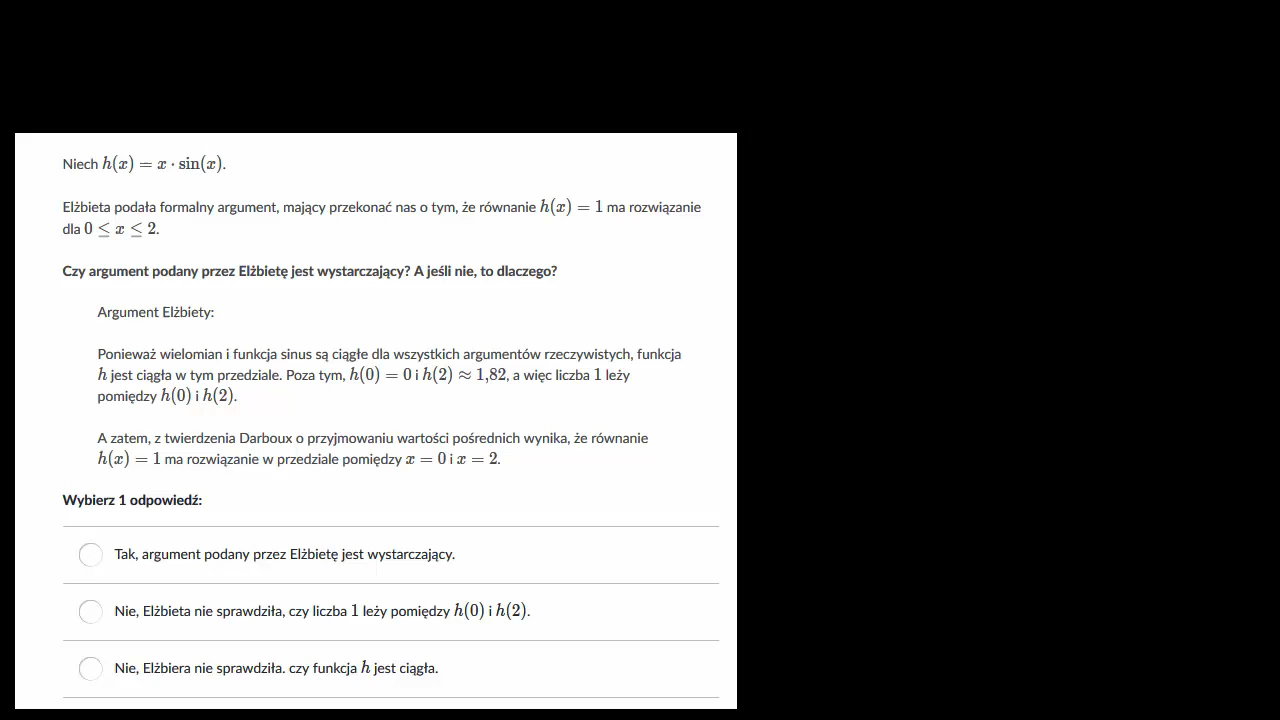 Niech h(x) = x · sin(x).
Elżbieta podała formalny argument, mający przekonać nas o tym, że równanie h(x) = 1 ma rozwiązanie
dla 0 ≤ x ≤ 2.
Czy argument podany przez Elżbietę jest wystarczający? A jeśli nie, to dlaczego?
Argument Elżbiety:
Ponieważ wielomian i funkcja sinus są ciągłe dla wszystkich argumentów rzeczywistych, funkcja
h jest ciągła w tym przedziale. Poza tym, h(0) = 0 i h(2) ≈ 1,82, a więc liczba 1 leży
pomiędzy h(0) i h(2).
A zatem, z twierdzenia Darboux o przyjmowaniu wartości pośrednich wynika, że równanie
h(x) = 1 ma rozwiązanie w przedziale pomiędzy x = 0 i x = 2.
Wybierz 1 odpowiedź:
Tak, argument podany przez Elżbietę jest wystarczający.
Nie, Elżbieta nie sprawdziła, czy liczba 1 leży pomiędzy h(0) i h(2).
Nie, Elżbiera nie sprawdziła. czy funkcja h jest ciągła.